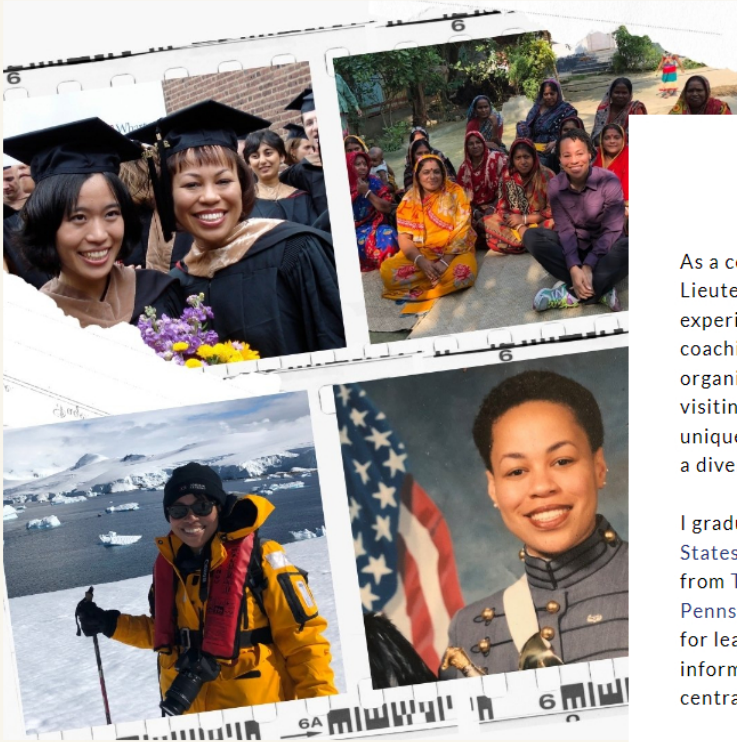 6
6
As a c
Lieute
experi
coachi
organi
visitin
unique
a dive
I gradu
States
from T
Penns
for lea
inform
centra
6
6A
6